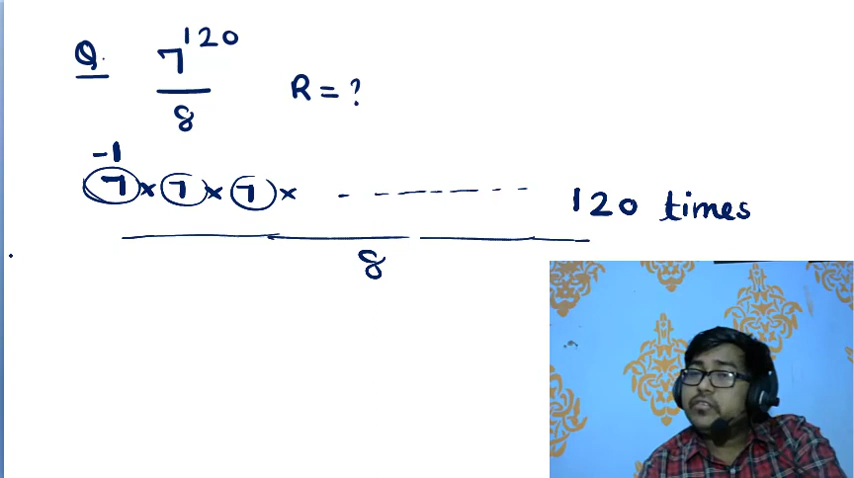 Q. 7^120 / 8 R = ?
-1
7 × 7 × 7 × - - - - - - - 120 times
8